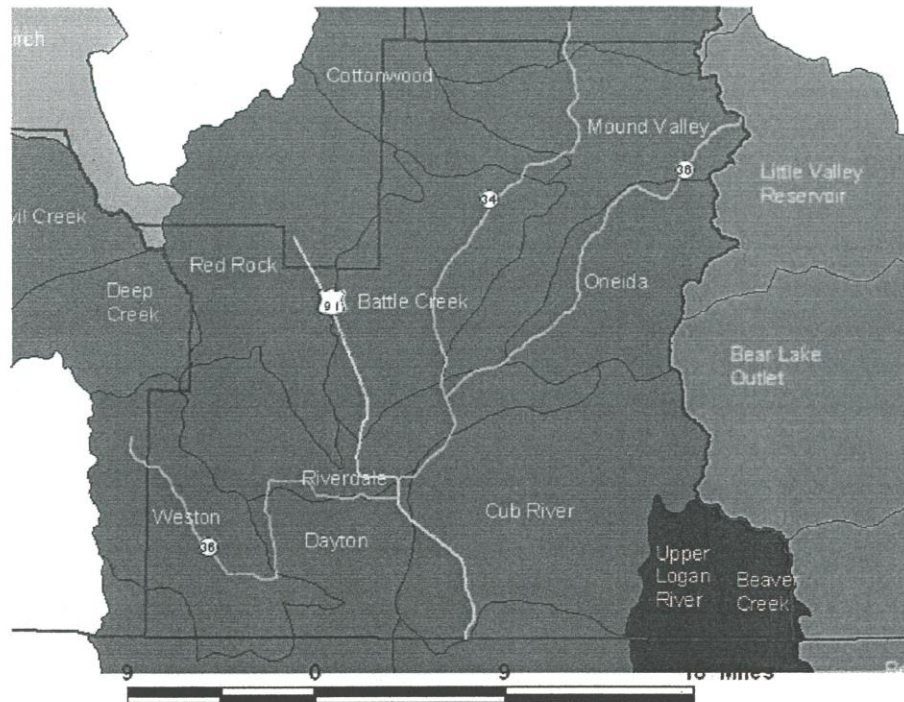 Cottonwood
Mound Valley
36
Little Valley
Reservoir
34
Creek
Red Rock
Deep
Creek
91
Battle Creek
Oneida
Bear Lake
Outlet
Riverdale
Weston
36
Dayton
Cub River
Upper
Logan
River
Beaver
Creek
9 0 9 18 Miles